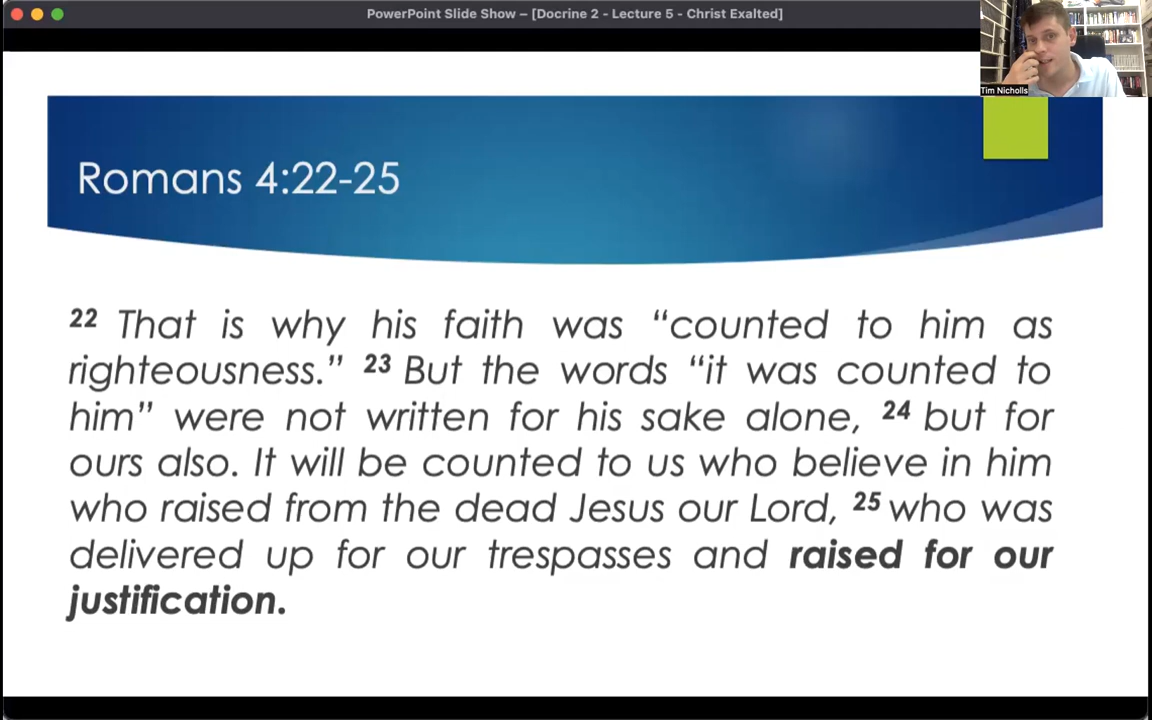 PowerPoint Slide Show – [Docrine 2 - Lecture 5 - Christ Exalted]
Tim Nicholls
Romans 4:22-25
22 That is why his faith was “counted to him as
righteousness.” 23 But the words “it was counted to
him” were not written for his sake alone, 24 but for
ours also. It will be counted to us who believe in him
who raised from the dead Jesus our Lord, 25 who was
delivered up for our trespasses and raised for our
justification.